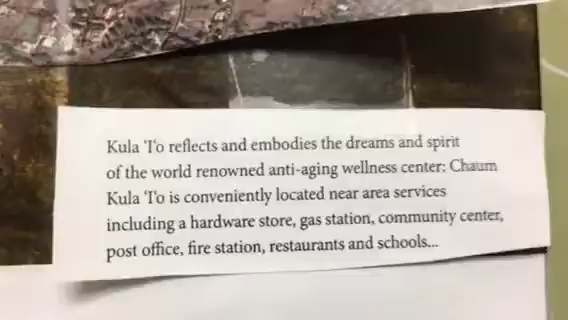 Kula 'I'o reflects and embodies the dreams and spirit
of the world renowned anti-aging wellness center: Chaum
Kula 'I'o is conveniently located near area services
including a hardware store, gas station, community center,
post office, fire station, restaurants and schools...